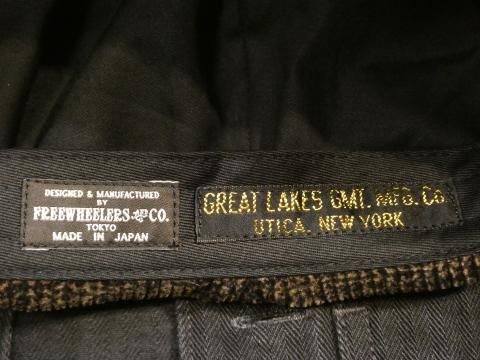 DESIGNED & MANUFACTURED
BY
FREEWHEELERS AND CO.
TOKYO
MADE IN JAPAN
GREAT LAKES GMT. MFG. Co.
UTICA, NEW YORK